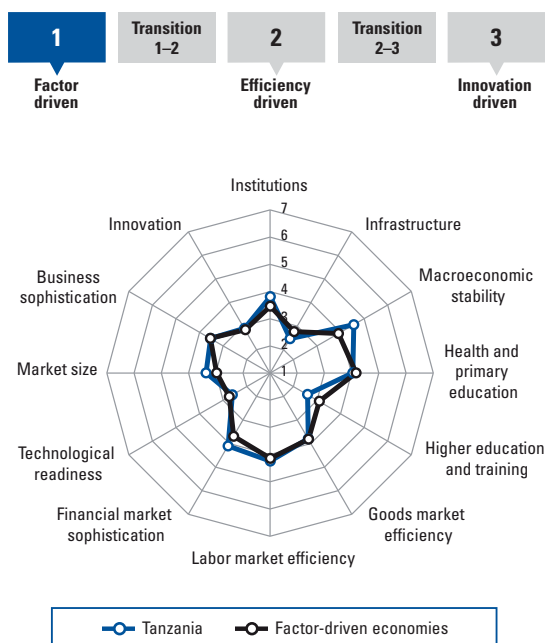 1
Transition
1–2
2
Transition
2–3
3
Factor
driven
Efficiency
driven
Innovation
driven
Institutions
Innovation
Infrastructure
Business
sophistication
Macroeconomic
stability
Market size
Health and
primary
education
Technological
readiness
Higher education
and training
Financial market
sophistication
Goods market
efficiency
Labor market efficiency
7
6
5
4
3
2
1
Tanzania
Factor-driven economies